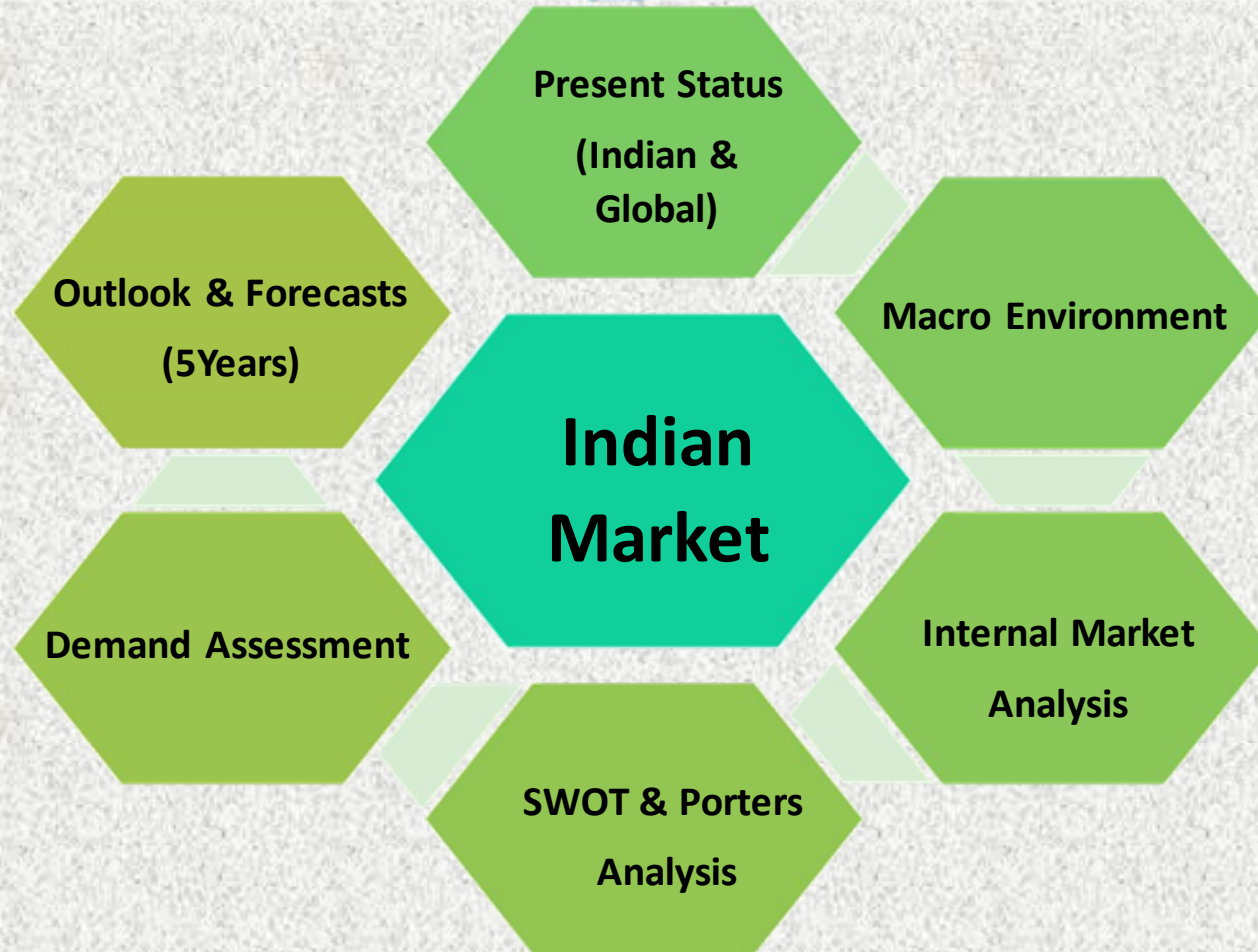 Present Status
(Indian &
Global)
Macro Environment
Internal Market
Analysis
SWOT & Porters
Analysis
Demand Assessment
Outlook & Forecasts
(5Years)
Indian
Market